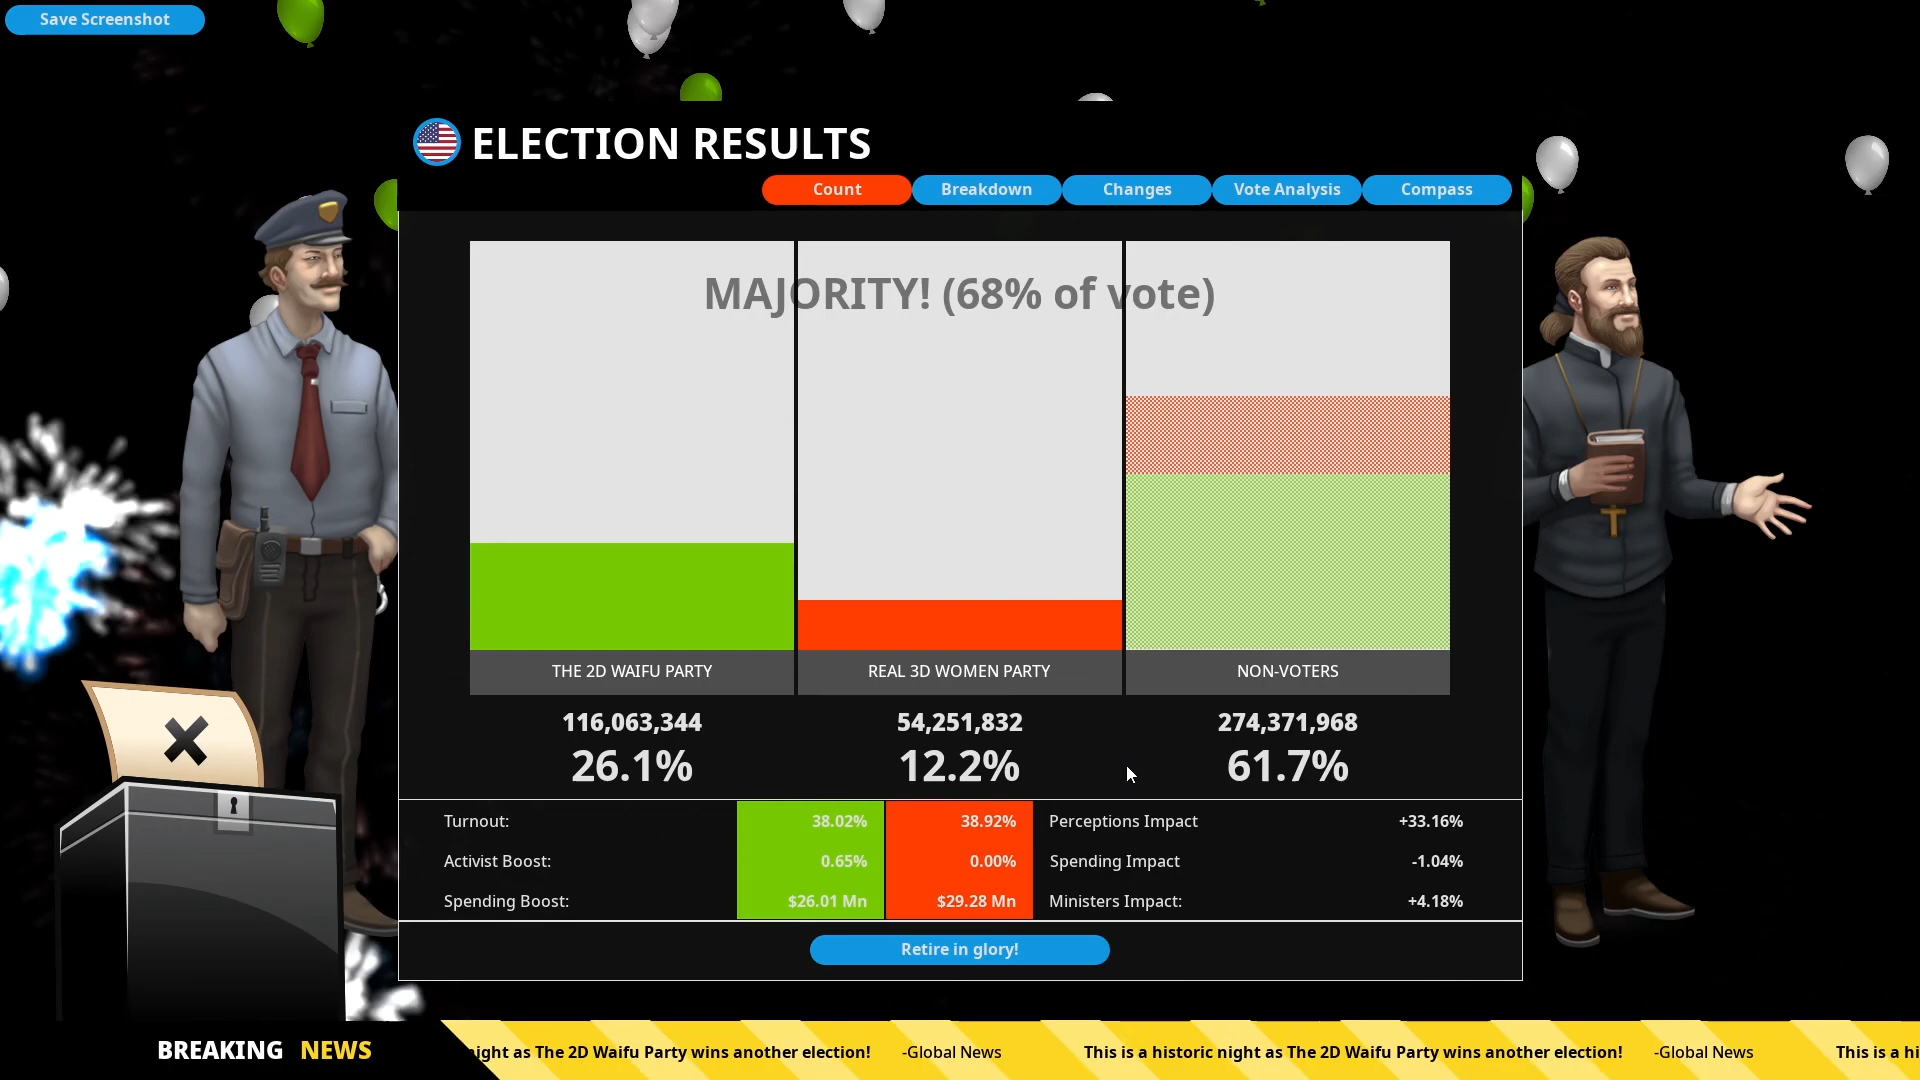 Save Screenshot
ELECTION RESULTS
Count Breakdown Changes Vote Analysis Compass
MAJORITY! (68% of vote)
THE 2D WAIFU PARTY REAL 3D WOMEN PARTY NON-VOTERS
116,063,344 54,251,832 274,371,968
26.1% 12.2% 61.7%
Turnout: 38.02% 38.92% Perceptions Impact +33.16%
Activist Boost: 0.65% 0.00% Spending Impact -1.04%
Spending Boost: $26.01 Mn $29.28 Mn Ministers Impact: +4.18%
Retire in glory!
BREAKING NEWS night as The 2D Waifu Party wins another election! -Global News This is a historic night as The 2D Waifu Party wins another election! -Global News This is a hi